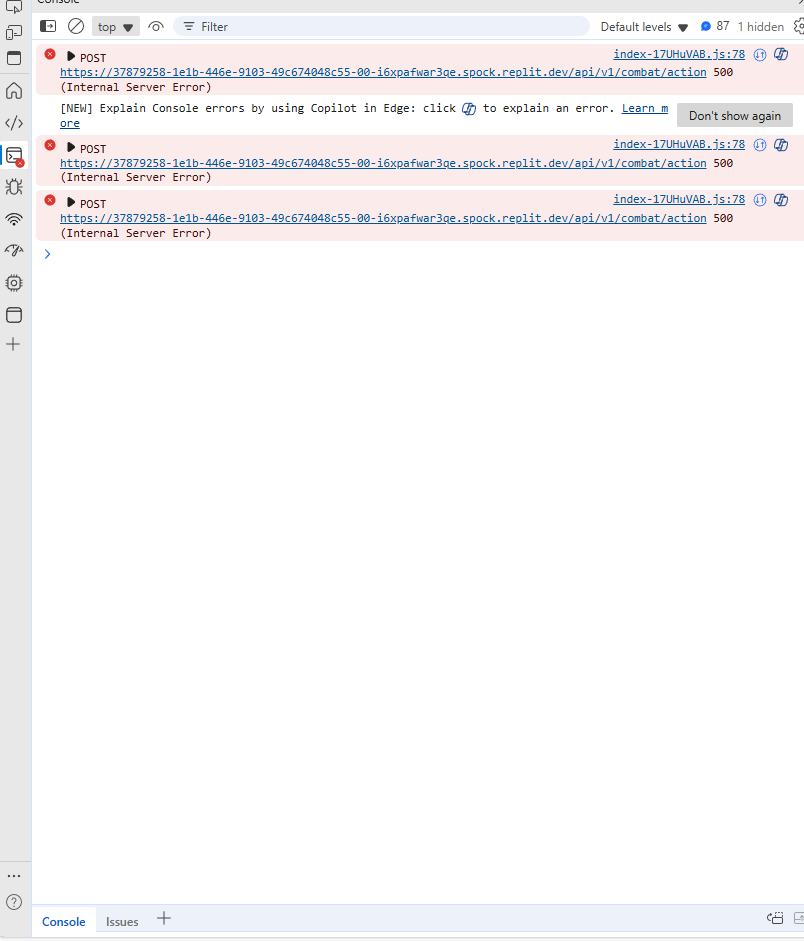 Console
top
Filter
Default levels
87
1 hidden
POST
index-17UHuVAB.js:78
https://37879258-1e1b-446e-9103-49c674048c55-00-i6xpafwar3qe.spock.replit.dev/api/v1/combat/action 500
(Internal Server Error)
[NEW] Explain Console errors by using Copilot in Edge: click to explain an error. Learn m
ore
Don't show again
POST
index-17UHuVAB.js:78
https://37879258-1e1b-446e-9103-49c674048c55-00-i6xpafwar3qe.spock.replit.dev/api/v1/combat/action 500
(Internal Server Error)
POST
index-17UHuVAB.js:78
https://37879258-1e1b-446e-9103-49c674048c55-00-i6xpafwar3qe.spock.replit.dev/api/v1/combat/action 500
(Internal Server Error)
Console
Issues